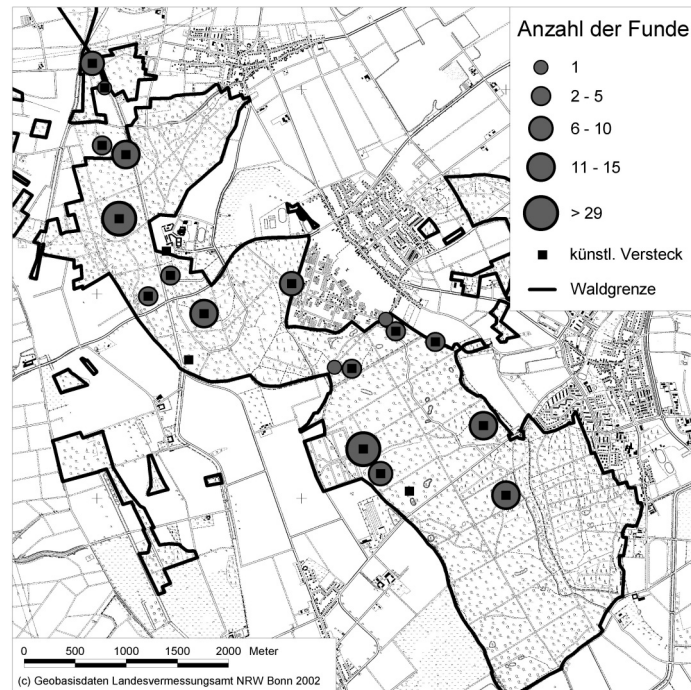 Anzahl der Funde
1
2 - 5
6 - 10
11 - 15
> 29
künstl. Versteck
Waldgrenze
0 500 1000 1500 2000 Meter
(c) Geobasisdaten Landesvermessungsamt NRW Bonn 2002